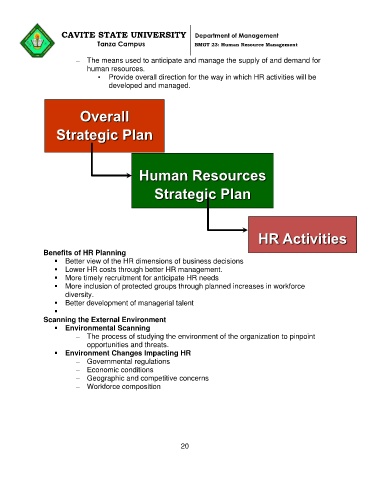 CAVITE STATE UNIVERSITY
Tanza Campus
Department of Management
BMGT 23: Human Resource Management
– The means used to anticipate and manage the supply of and demand for
human resources.
• Provide overall direction for the way in which HR activities will be
developed and managed.
Overall
Strategic Plan
Human Resources
Strategic Plan
HR Activities
Benefits of HR Planning
▪ Better view of the HR dimensions of business decisions
▪ Lower HR costs through better HR management.
▪ More timely recruitment for anticipate HR needs
▪ More inclusion of protected groups through planned increases in workforce
diversity.
▪ Better development of managerial talent
▪
Scanning the External Environment
▪ Environmental Scanning
– The process of studying the environment of the organization to pinpoint
opportunities and threats.
▪ Environment Changes Impacting HR
– Governmental regulations
– Economic conditions
– Geographic and competitive concerns
– Workforce composition
20